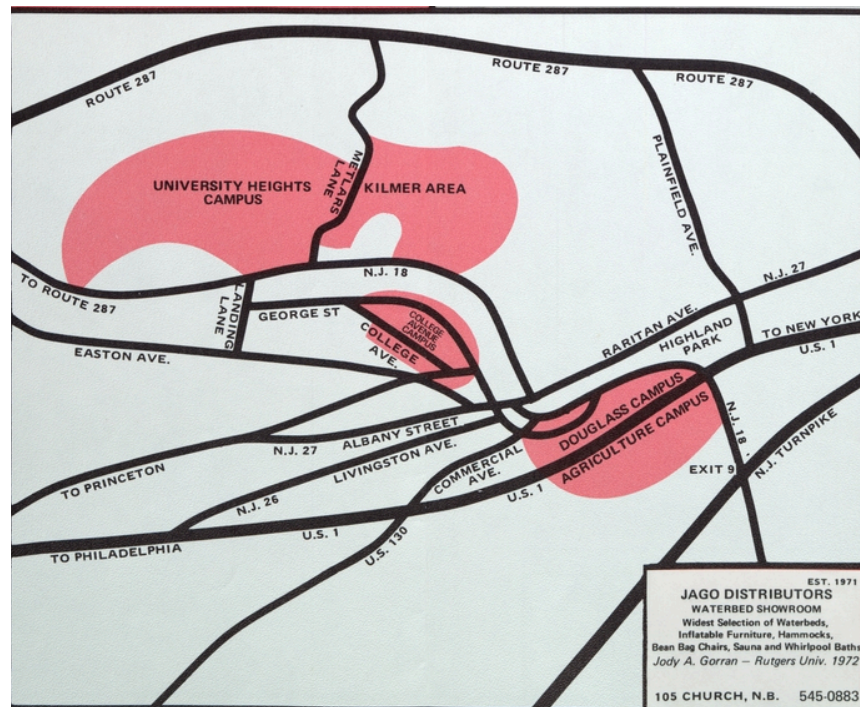 ROUTE 287
ROUTE 287
ROUTE 287
METLARS
LANE
PLAINFIELD AVE.
UNIVERSITY HEIGHTS
CAMPUS
KILMER AREA
N.J. 18
N.J. 27
TO ROUTE 287
LANDING
LANE
GEORGE ST
COLLEGE
AVENUE
CAMPUS
COLLEGE
AVE.
EASTON AVE.
RARITAN AVE.
HIGHLAND
PARK
TO NEW YORK
U.S. 1
DOUGLASS CAMPUS
AGRICULTURE CAMPUS
N.J. 18
ALBANY STREET
N.J. 27
LIVINGSTON AVE.
COMMERCIAL
AVE.
TO PRINCETON
EXIT 9
N.J. TURNPIKE
N.J. 26
U.S. 1
U.S. 1
TO PHILADELPHIA
U.S. 130
EST. 1971
JAGO DISTRIBUTORS
WATERBED SHOWROOM
Widest Selection of Waterbeds,
Inflatable Furniture, Hammocks,
Bean Bag Chairs, Sauna and Whirlpool Baths
Jody A. Gorran — Rutgers Univ. 1972
105 CHURCH, N.B. 545-0883